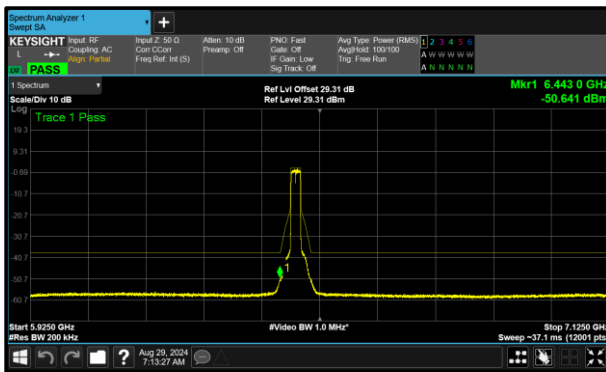 Spectrum Analyzer 1
Swept SA
KEYSIGHT
L
PASS
Input: RF
Coupling: AC
Align: Partial
Input Z: 50 Ω
Corr CCorr
Freq Ref: Int (S)
Atten: 10 dB
Preamp: Off
PNO: Fast
Gate: Off
IF Gain: Low
Sig Track: Off
Avg Type: Power (RMS)
Avg|Hold: 100/100
Trig: Free Run
1 2 3 4 5 6
A W W W W W
A N N N N N
1 Spectrum
Scale/Div 10 dB
Ref Lvl Offset 29.31 dB
Ref Level 29.31 dBm
Mkr1 6.443 0 GHz
-50.641 dBm
Log
Trace 1 Pass
19.3
9.31
-0.69
-10.7
-20.7
-30.7
-40.7
-50.7
-60.7
1
Start 5.9250 GHz
#Res BW 200 kHz
#Video BW 1.0 MHz*
Stop 7.1250 GHz
Sweep ~37.1 ms (12001 pts)
?
Aug 29, 2024
7:13:27 AM